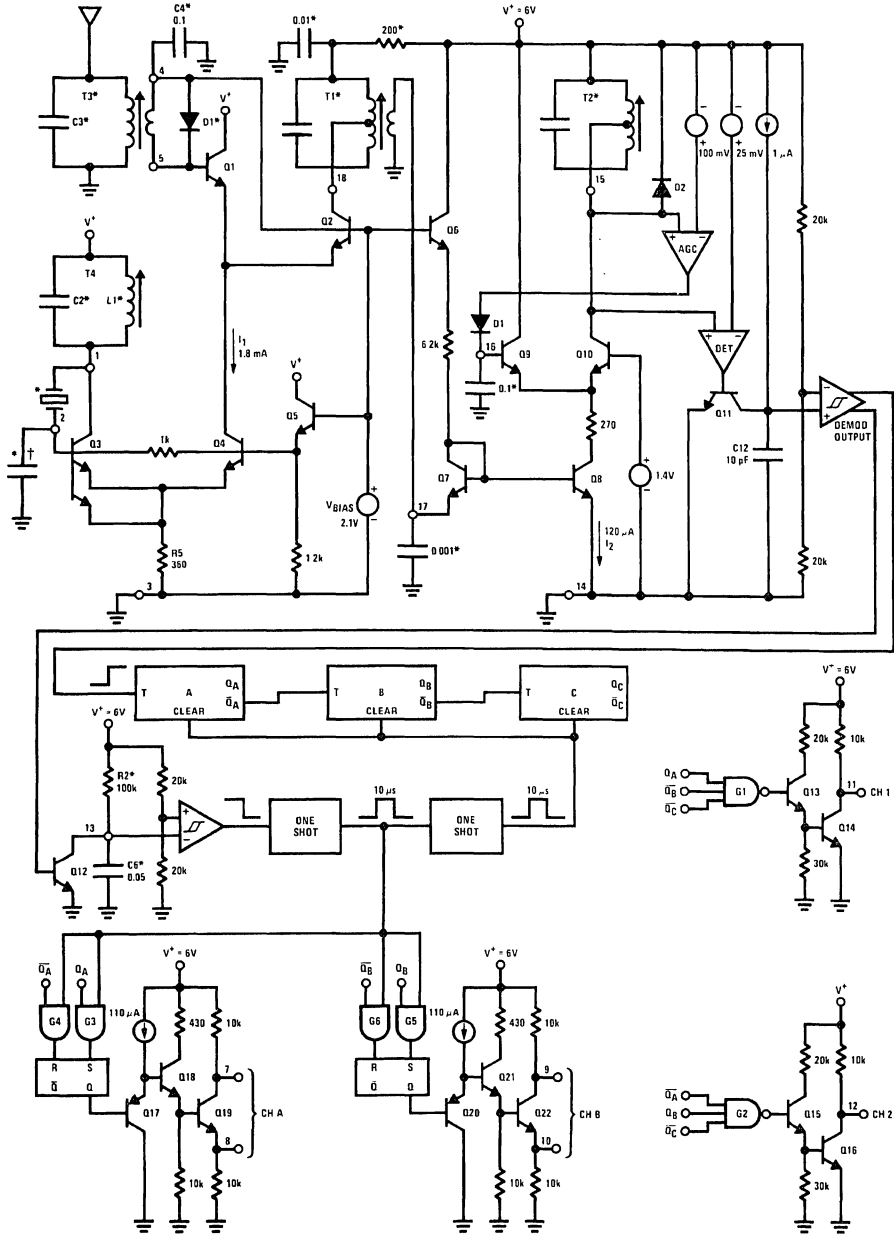 C4*
0.1
0.01*
200*
V+ = 6V
4
T3*
C3*
D1*
V+
Q1
5
T1*
18
Q2
Q6
T2*
15
D2
−
+
100 mV
−
+
25 mV
1 μA
20k
+
−
AGC
V+
T4
C2*
L1*
1
I1
1.8 mA
6.2k
D1
16
Q9
Q10
0.1*
+
−
DET
Q11
−
+
DEMOD
OUTPUT
*
2
* †
Q3
1k
Q4
V+
Q5
270
C12
10 pF
Q7
Q8
+
−
1.4V
VBIAS
2.1V
+
−
17
0.001*
R5
360
1.2k
120 μA
I2
20k
3
14
T
A
QA
Q̅A
CLEAR
T
B
QB
Q̅B
CLEAR
T
C
QC
Q̅C
CLEAR
V+ = 6V
R2*
100k
20k
+
−
13
C6*
0.05
20k
Q12
ONE
SHOT
10 μs
ONE
SHOT
10 μs
V+ = 6V
20k
10k
QA
Q̅B
Q̅C
G1
Q13
11
CH 1
Q14
30k
Q̅A
QA
G4
G3
110 μA
V+ = 6V
430
10k
R
S
Q̅
Q
Q18
7
Q17
Q19
CH A
8
10k
10k
Q̅B
QB
G6
G5
110 μA
V+ = 6V
430
10k
R
S
Q̅
Q
Q21
9
Q20
Q22
CH B
10
10k
10k
V+
20k
10k
Q̅A
QB
Q̅C
G2
Q15
12
CH 2
Q16
30k